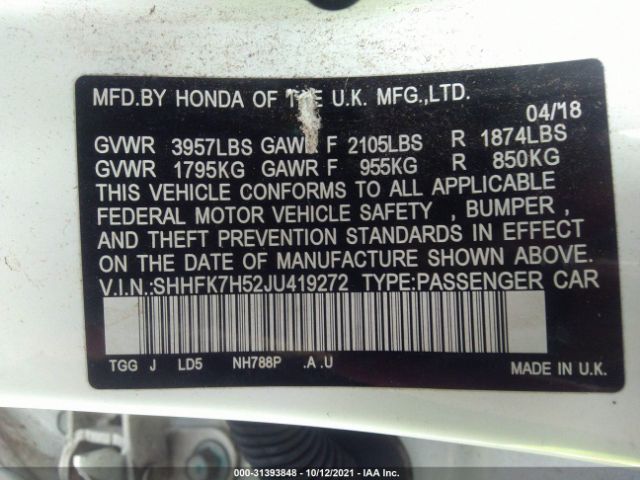 MFD.BY HONDA OF THE U.K. MFG.,LTD.
04/18
GVWR 3957LBS GAWR F 2105LBS R 1874LBS
GVWR 1795KG GAWR F 955KG R 850KG
THIS VEHICLE CONFORMS TO ALL APPLICABLE
FEDERAL MOTOR VEHICLE SAFETY , BUMPER ,
AND THEFT PREVENTION STANDARDS IN EFFECT
ON THE DATE OF MANUFACTURE SHOWN ABOVE.
V.I.N.:SHHFK7H52JU419272 TYPE:PASSENGER CAR
TGG J LD5 NH788P .A .U MADE IN U.K.
000-31393848 - 10/12/2021 - IAA Inc.